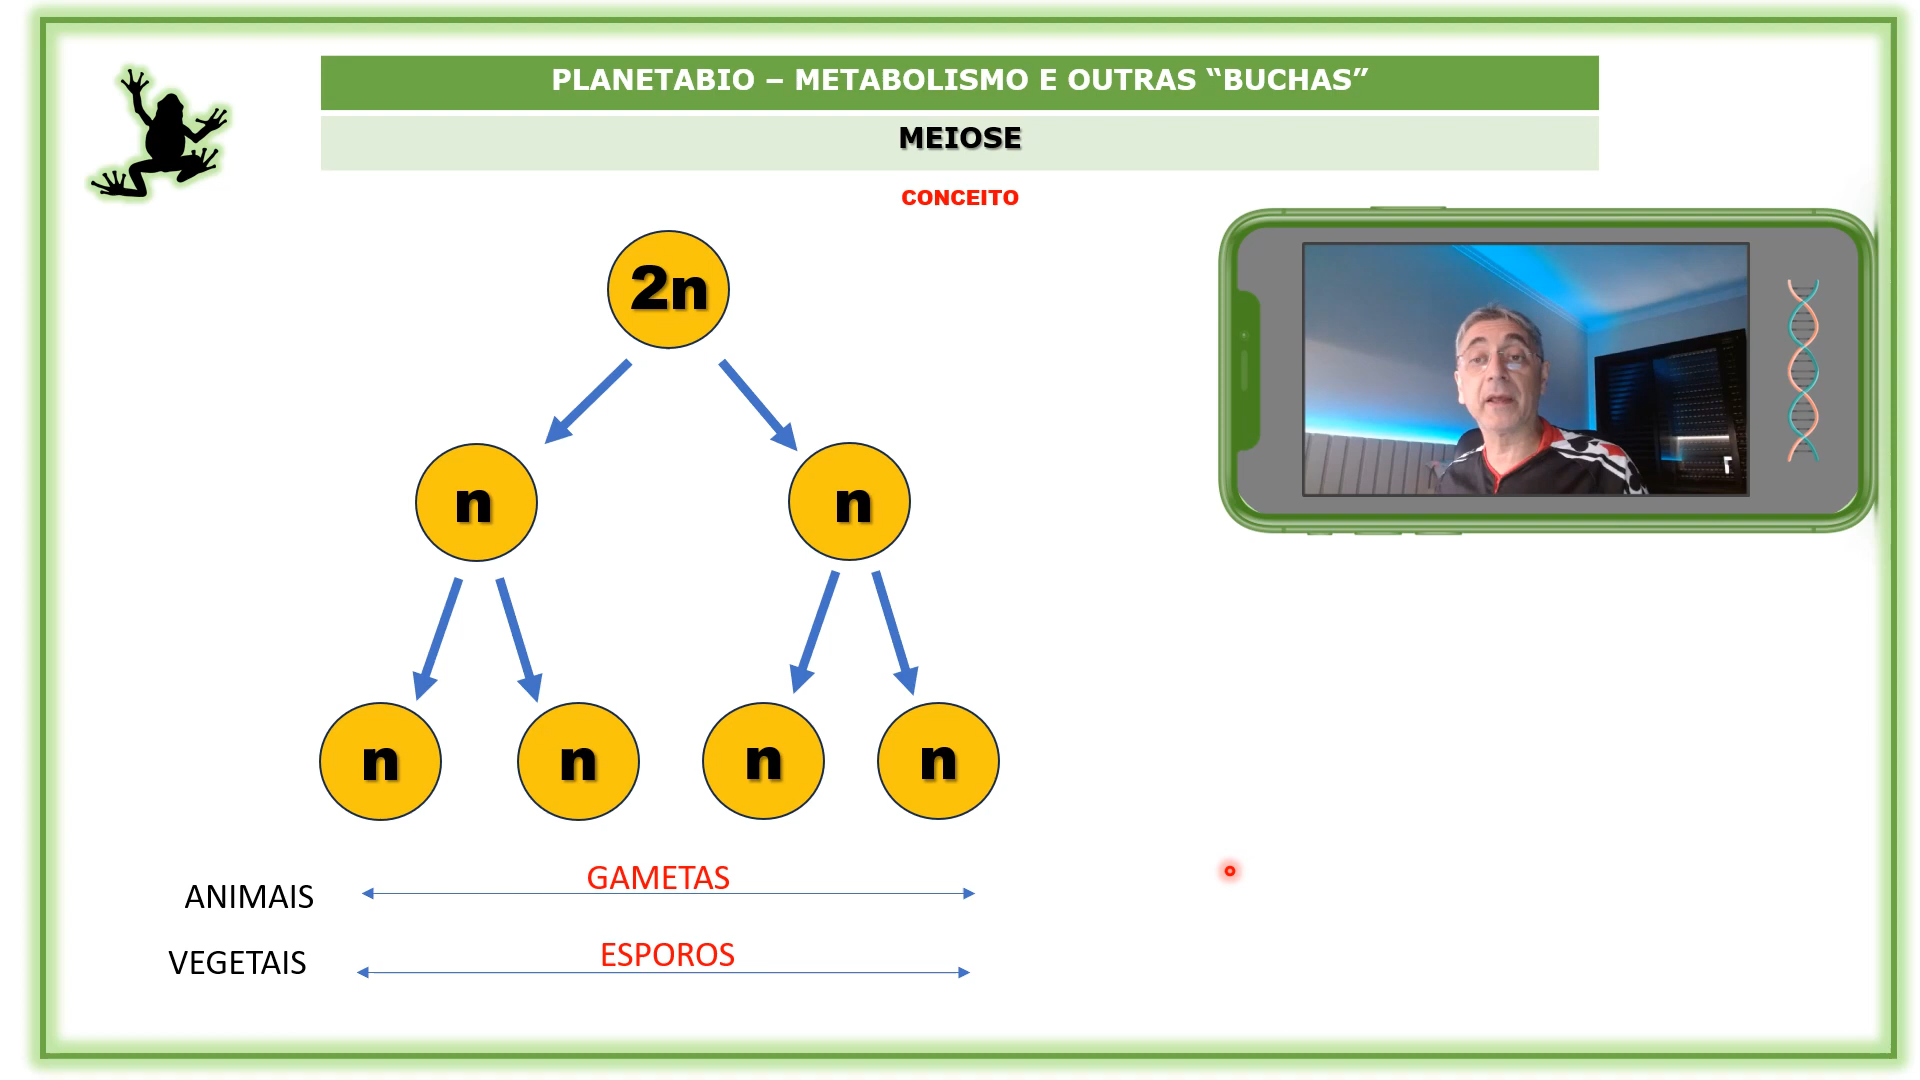 PLANETABIO – METABOLISMO E OUTRAS “BUCHAS”
MEIOSE
CONCEITO
2n
n n
n n n n
GAMETAS
ANIMAIS
ESPOROS
VEGETAIS